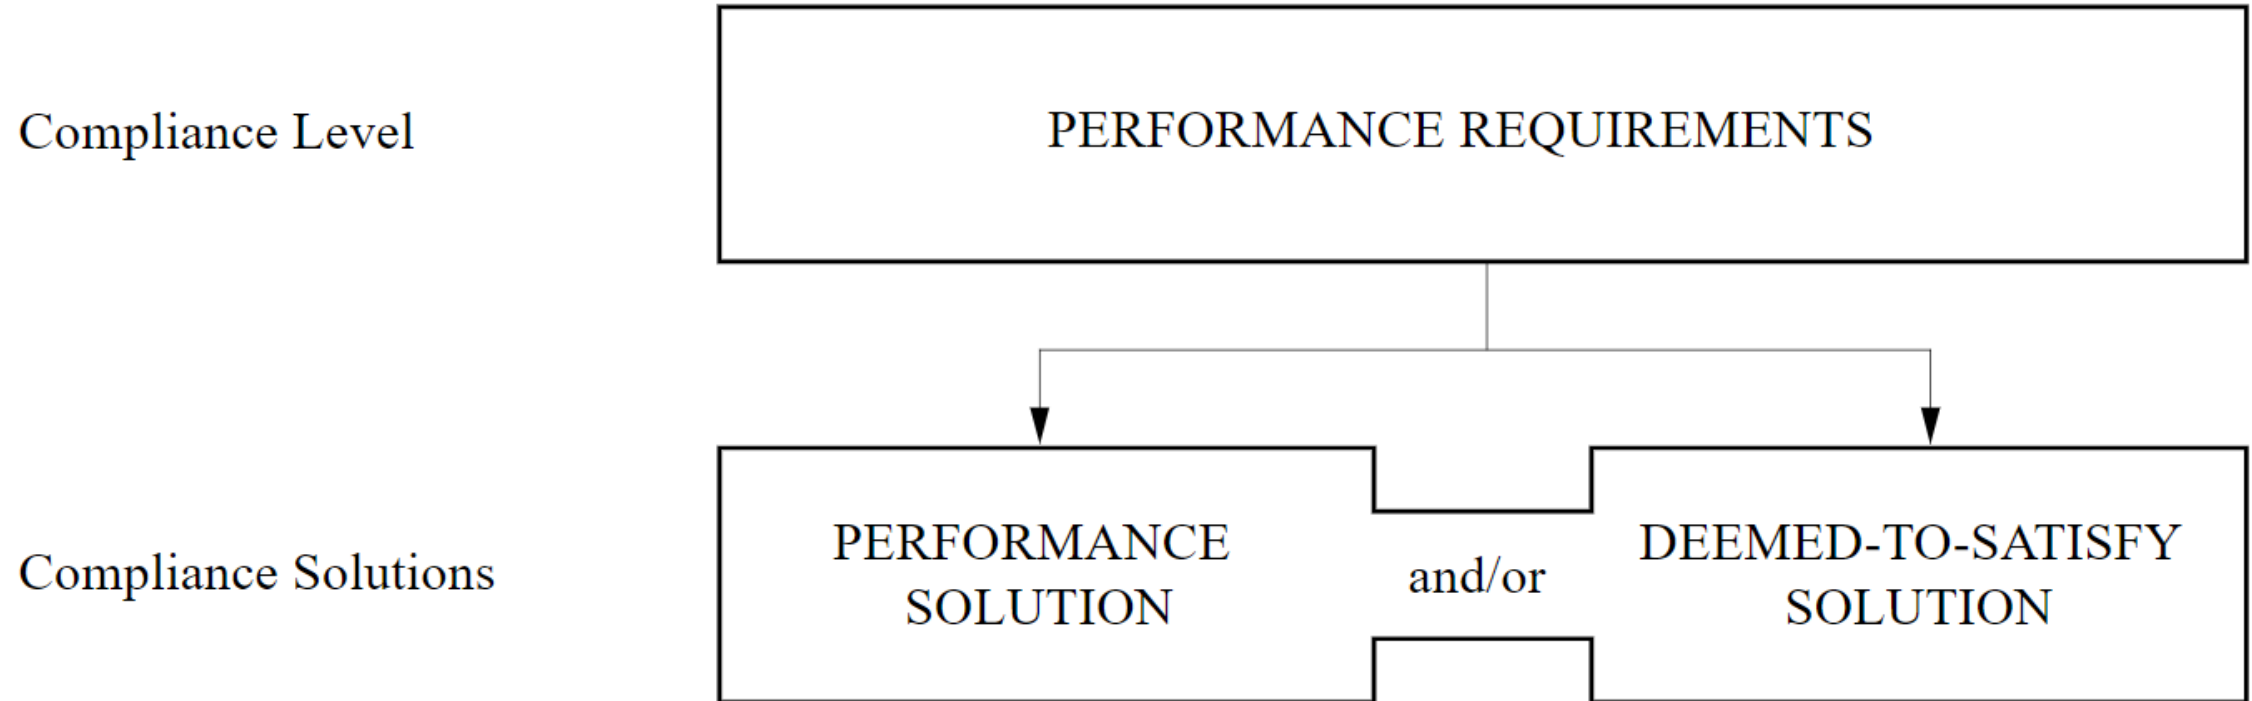 Compliance Level
PERFORMANCE REQUIREMENTS
Compliance Solutions
PERFORMANCE
SOLUTION
and/or
DEEMED-TO-SATISFY
SOLUTION